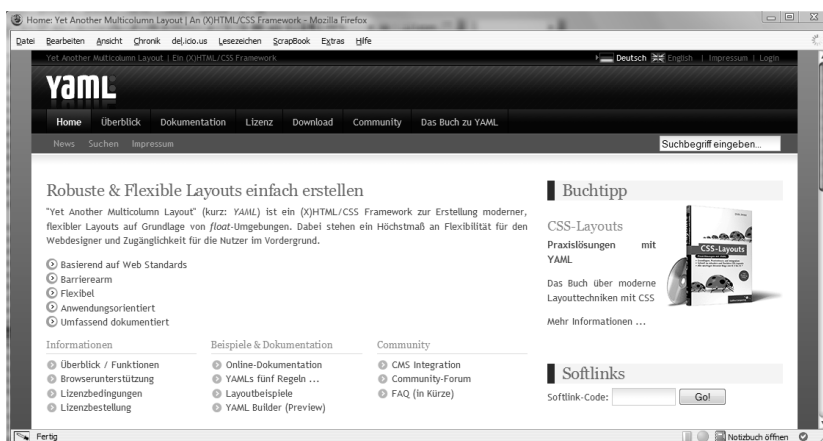 Home: Yet Another Multicolumn Layout | An (X)HTML/CSS Framework - Mozilla Firefox
Datei Bearbeiten Ansicht Chronik del.icio.us Lesezeichen ScrapBook Extras Hilfe
Yet Another Multicolumn Layout | Ein (X)HTML/CSS Framework
Deutsch English | Impressum | Login
YAML
Home Überblick Dokumentation Lizenz Download Community Das Buch zu YAML
News Suchen Impressum
Suchbegriff eingeben...
Robuste & Flexible Layouts einfach erstellen
"Yet Another Multicolumn Layout" (kurz: YAML) ist ein (X)HTML/CSS Framework zur Erstellung moderner,
flexibler Layouts auf Grundlage von float-Umgebungen. Dabei stehen ein Höchstmaß an Flexibilität für den
Webdesigner und Zugänglichkeit für die Nutzer im Vordergrund.
Basierend auf Web Standards
Barrierearm
Flexibel
Anwendungsorientiert
Umfassend dokumentiert
Informationen
Überblick / Funktionen
Browserunterstützung
Lizenzbedingungen
Lizenzbestellung
Beispiele & Dokumentation
Online-Dokumentation
YAMLs fünf Regeln ...
Layoutbeispiele
YAML Builder (Preview)
Community
CMS Integration
Community-Forum
FAQ (in Kürze)
Buchtipp
CSS-Layouts
Praxislösungen mit
YAML
Das Buch über moderne
Layouttechniken mit CSS
Mehr Informationen ...
CSS-Layouts
Softlinks
Softlink-Code:
Go!
Fertig
Notizbuch öffnen